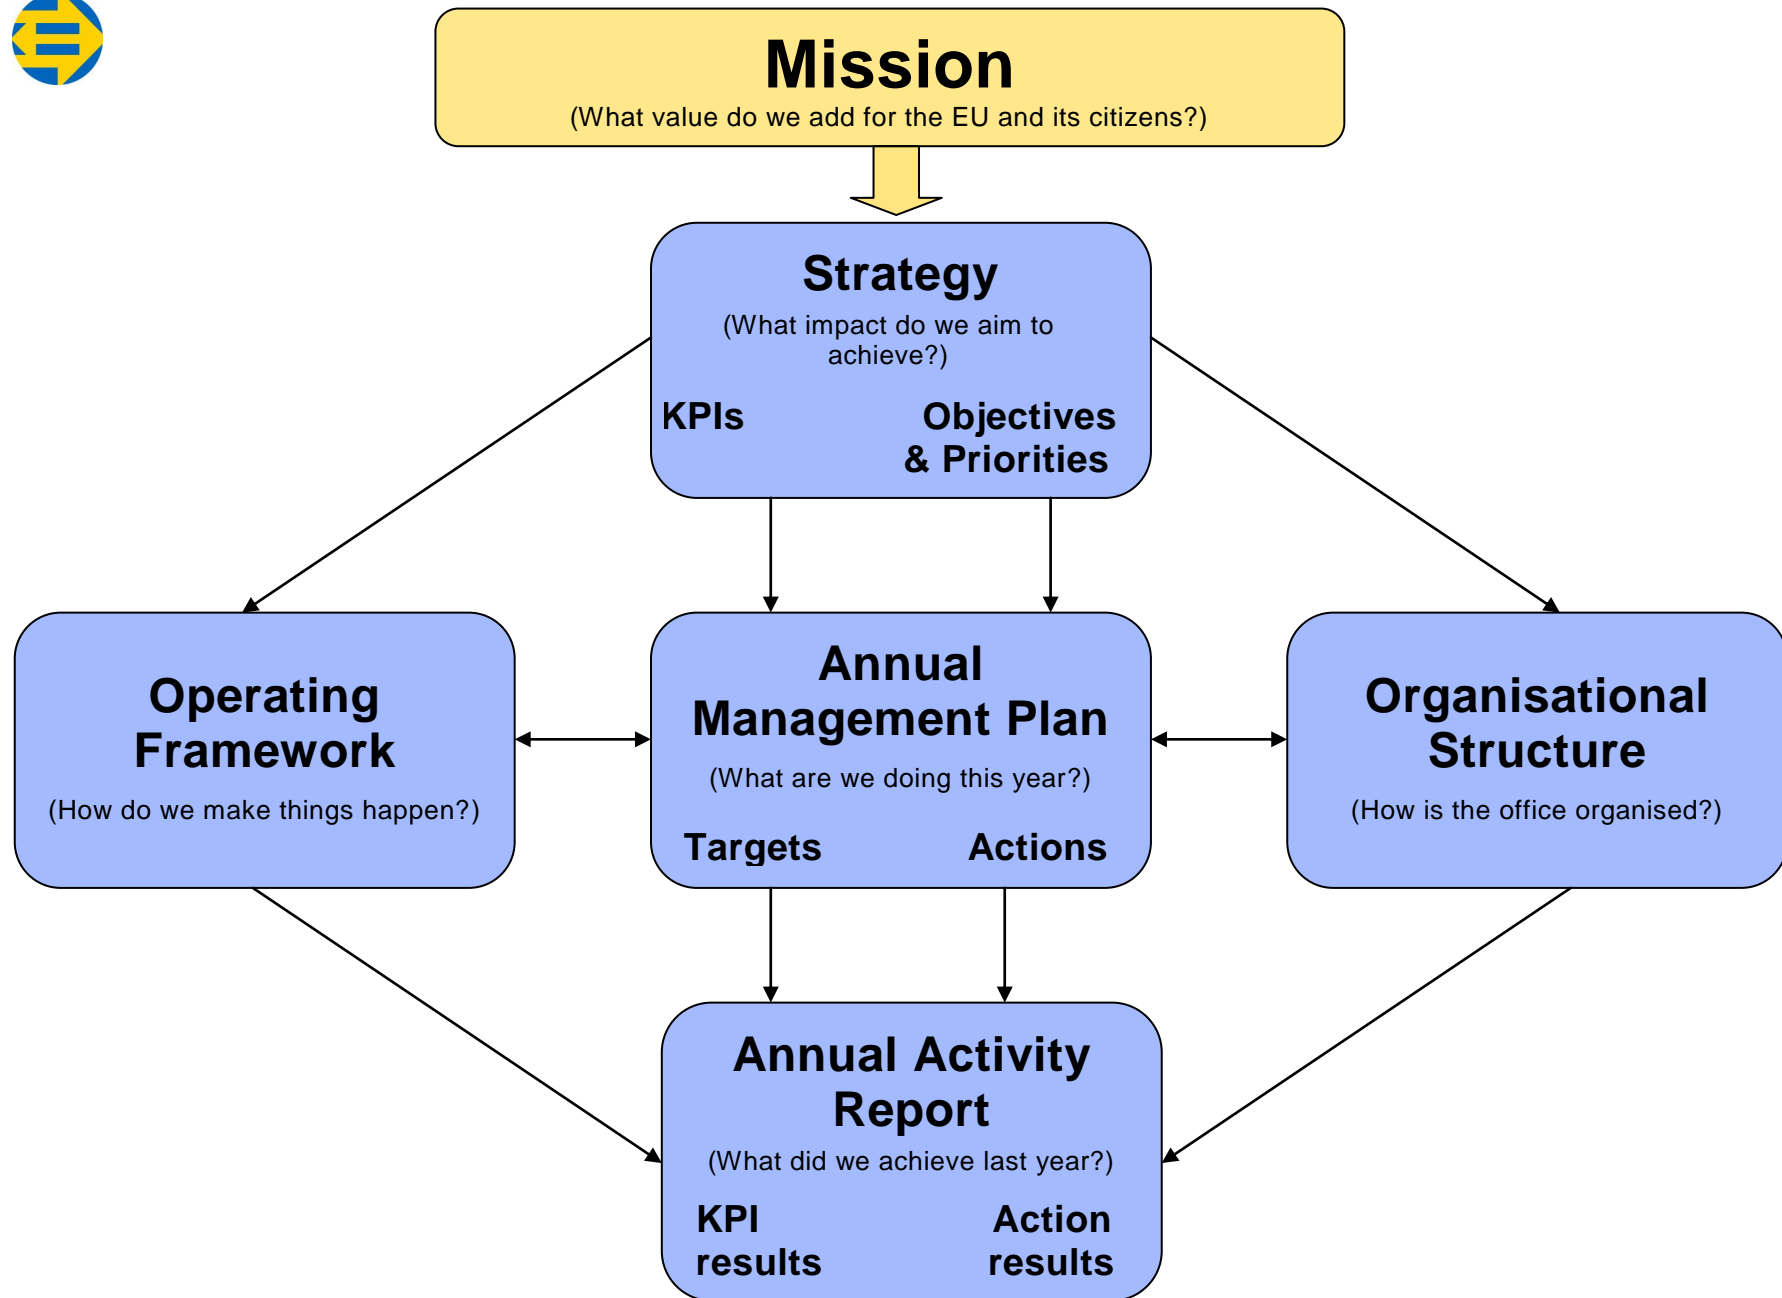 Mission
(What value do we add for the EU and its citizens?)
Strategy
(What impact do we aim to
achieve?)
KPIs
Objectives
& Priorities
Operating
Framework
(How do we make things happen?)
Annual
Management Plan
(What are we doing this year?)
Targets
Actions
Organisational
Structure
(How is the office organised?)
Annual Activity
Report
(What did we achieve last year?)
KPI
results
Action
results